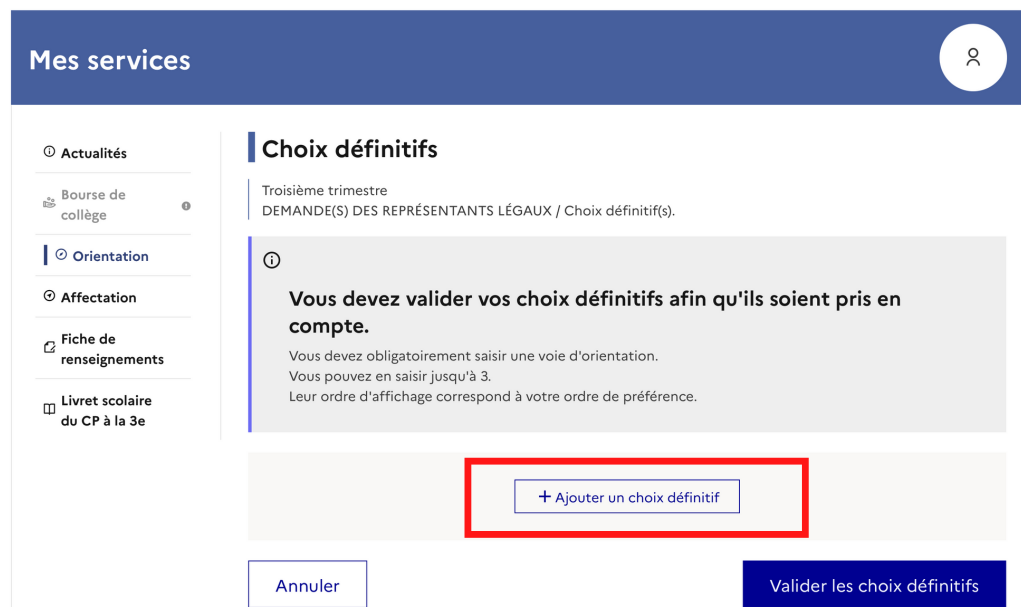 Mes services
Actualités
Bourse de
collège
Orientation
Affectation
Fiche de
renseignements
Livret scolaire
du CP à la 3e
Choix définitifs
Troisième trimestre
DEMANDE(S) DES REPRÉSENTANTS LÉGAUX / Choix définitif(s).
Vous devez valider vos choix définitifs afin qu'ils soient pris en
compte.
Vous devez obligatoirement saisir une voie d'orientation.
Vous pouvez en saisir jusqu'à 3.
Leur ordre d'affichage correspond à votre ordre de préférence.
+ Ajouter un choix définitif
Annuler
Valider les choix définitifs